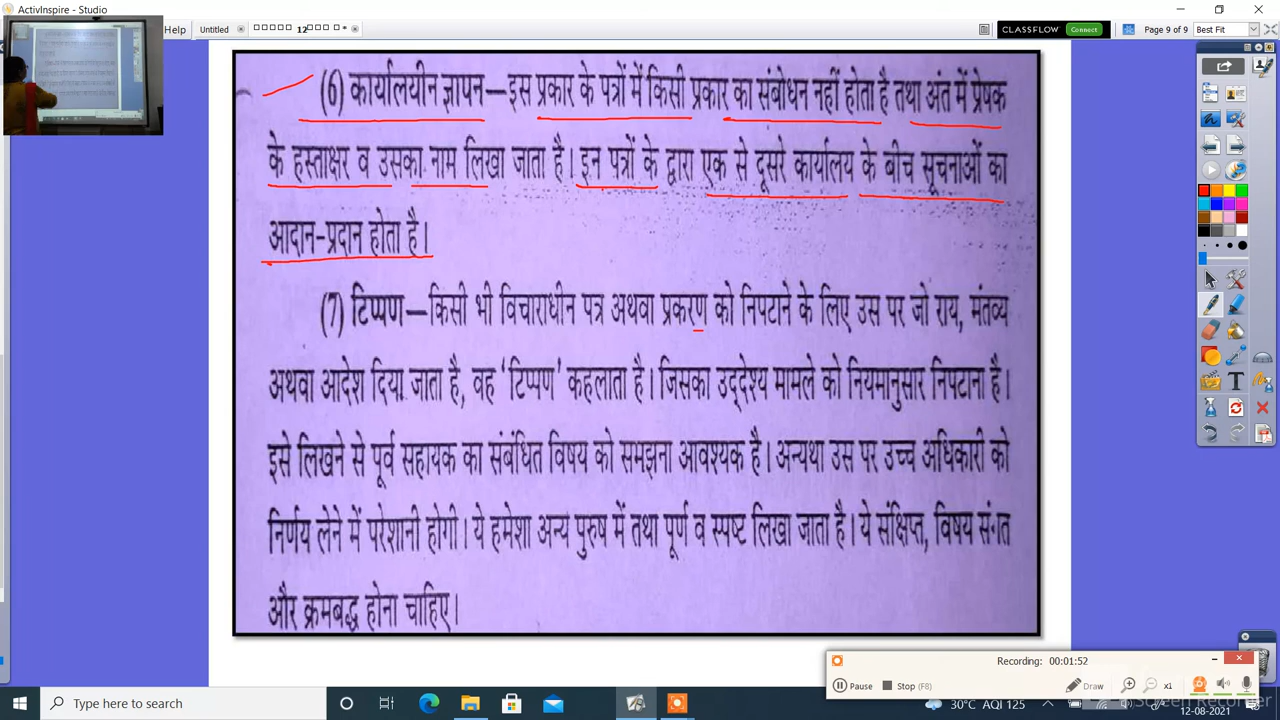 ActivInspire - Studio
Help Untitled 12 * CLASSFLOW Connect Page 9 of 9 Best Fit
(6) कार्यालयीन ज्ञापन—इस प्रकार के पत्रों में किसी प्रकार का संबोधन नहीं होता है तथा अंत में प्रेषक
के हस्ताक्षर व उसका नाम लिखा जाता है। इन पत्रों के द्वारा एक से दूसरे कार्यालय के बीच सूचनाओं का
आदान-प्रदान होता है।
(7) टिप्पण—किसी भी विचाराधीन पत्र अथवा प्रकरण को निपटाने के लिए उस पर जो राय, मंतव्य
अथवा आदेश दिया जाता है, वह 'टिप्पण' कहलाता है। जिसका उद्‌देश्य मामले को नियमानुसार निपटाना है।
इसे लिखने से पूर्व सहायक का संबंधित विषय को समझना आवश्यक है। अन्यथा उस पर उच्च अधिकारी को
निर्णय लेने में परेशानी होगी। ये हमेशा अन्य पुरुष में तथा पूर्ण व स्पष्ट लिखा जाता है। ये संक्षिप्त, विषय संगत
और क्रमबद्ध होना चाहिए।
Recording: 00:01:52
Pause Stop (F8) Draw x1
Type here to search 30°C AQI 125 12-08-2021
Screen Recorder